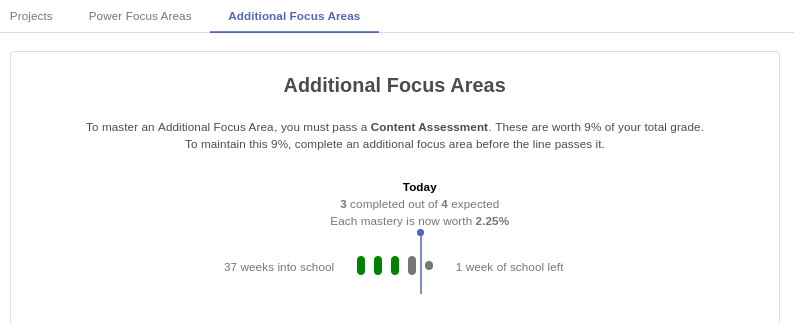 Projects Power Focus Areas Additional Focus Areas
Additional Focus Areas
To master an Additional Focus Area, you must pass a Content Assessment. These are worth 9% of your total grade.
To maintain this 9%, complete an additional focus area before the line passes it.
Today
3 completed out of 4 expected
Each mastery is now worth 2.25%
37 weeks into school 1 week of school left